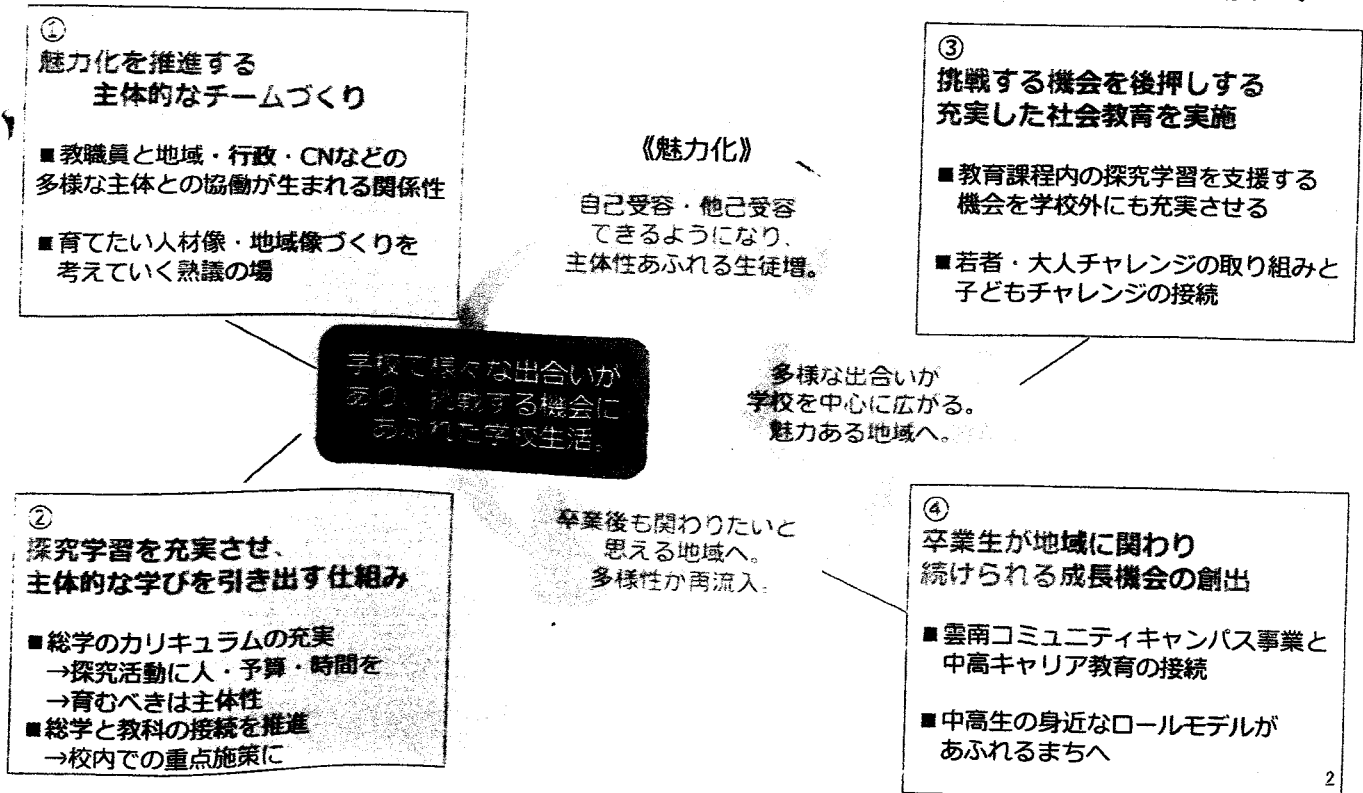 ①
魅力化を推進する
主体的なチームづくり
■教職員と地域・行政・CNなどの
多様な主体との協働が生まれる関係性
■育てたい人材像・地域像づくりを
考えていく熟議の場
《魅力化》
自己受容・他己受容
できるようになり、
主体性あふれる生徒増。
③
挑戦する機会を後押しする
充実した社会教育を実施
■教育課程内の探究学習を支援する
機会を学校外にも充実させる
■若者・大人チャレンジの取り組みと
子どもチャレンジの接続
学校で様々な出合いが
あり、挑戦する機会に
あふれた学校生活。
多様な出合いが
学校を中心に広がる。
魅力ある地域へ。
②
探究学習を充実させ、
主体的な学びを引き出す仕組み
■総学のカリキュラムの充実
→探究活動に人・予算・時間を
→育むべきは主体性
■総学と教科の接続を推進
→校内での重点施策に
卒業後も関わりたいと
思える地域へ。
多様性が再流入。
④
卒業生が地域に関わり
続けられる成長機会の創出
■雲南コミュニティキャンパス事業と
中高キャリア教育の接続
■中高生の身近なロールモデルが
あふれるまちへ
2